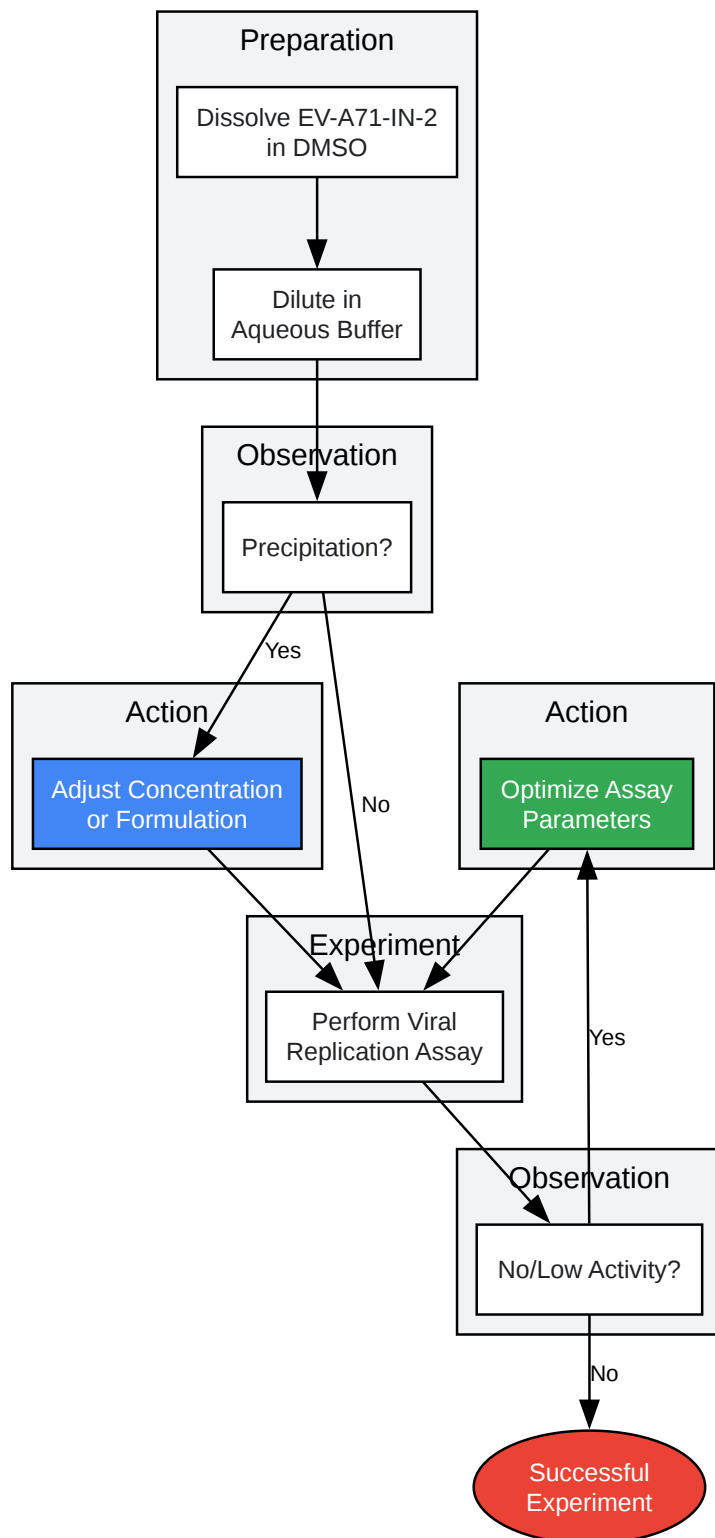 Preparation
Dissolve EV-A71-IN-2
in DMSO
Dilute in
Aqueous Buffer
Observation
Precipitation?
Yes
No
Action
Adjust Concentration
or Formulation
Action
Optimize Assay
Parameters
Experiment
Perform Viral
Replication Assay
Yes
Observation
No/Low Activity?
No
Successful
Experiment